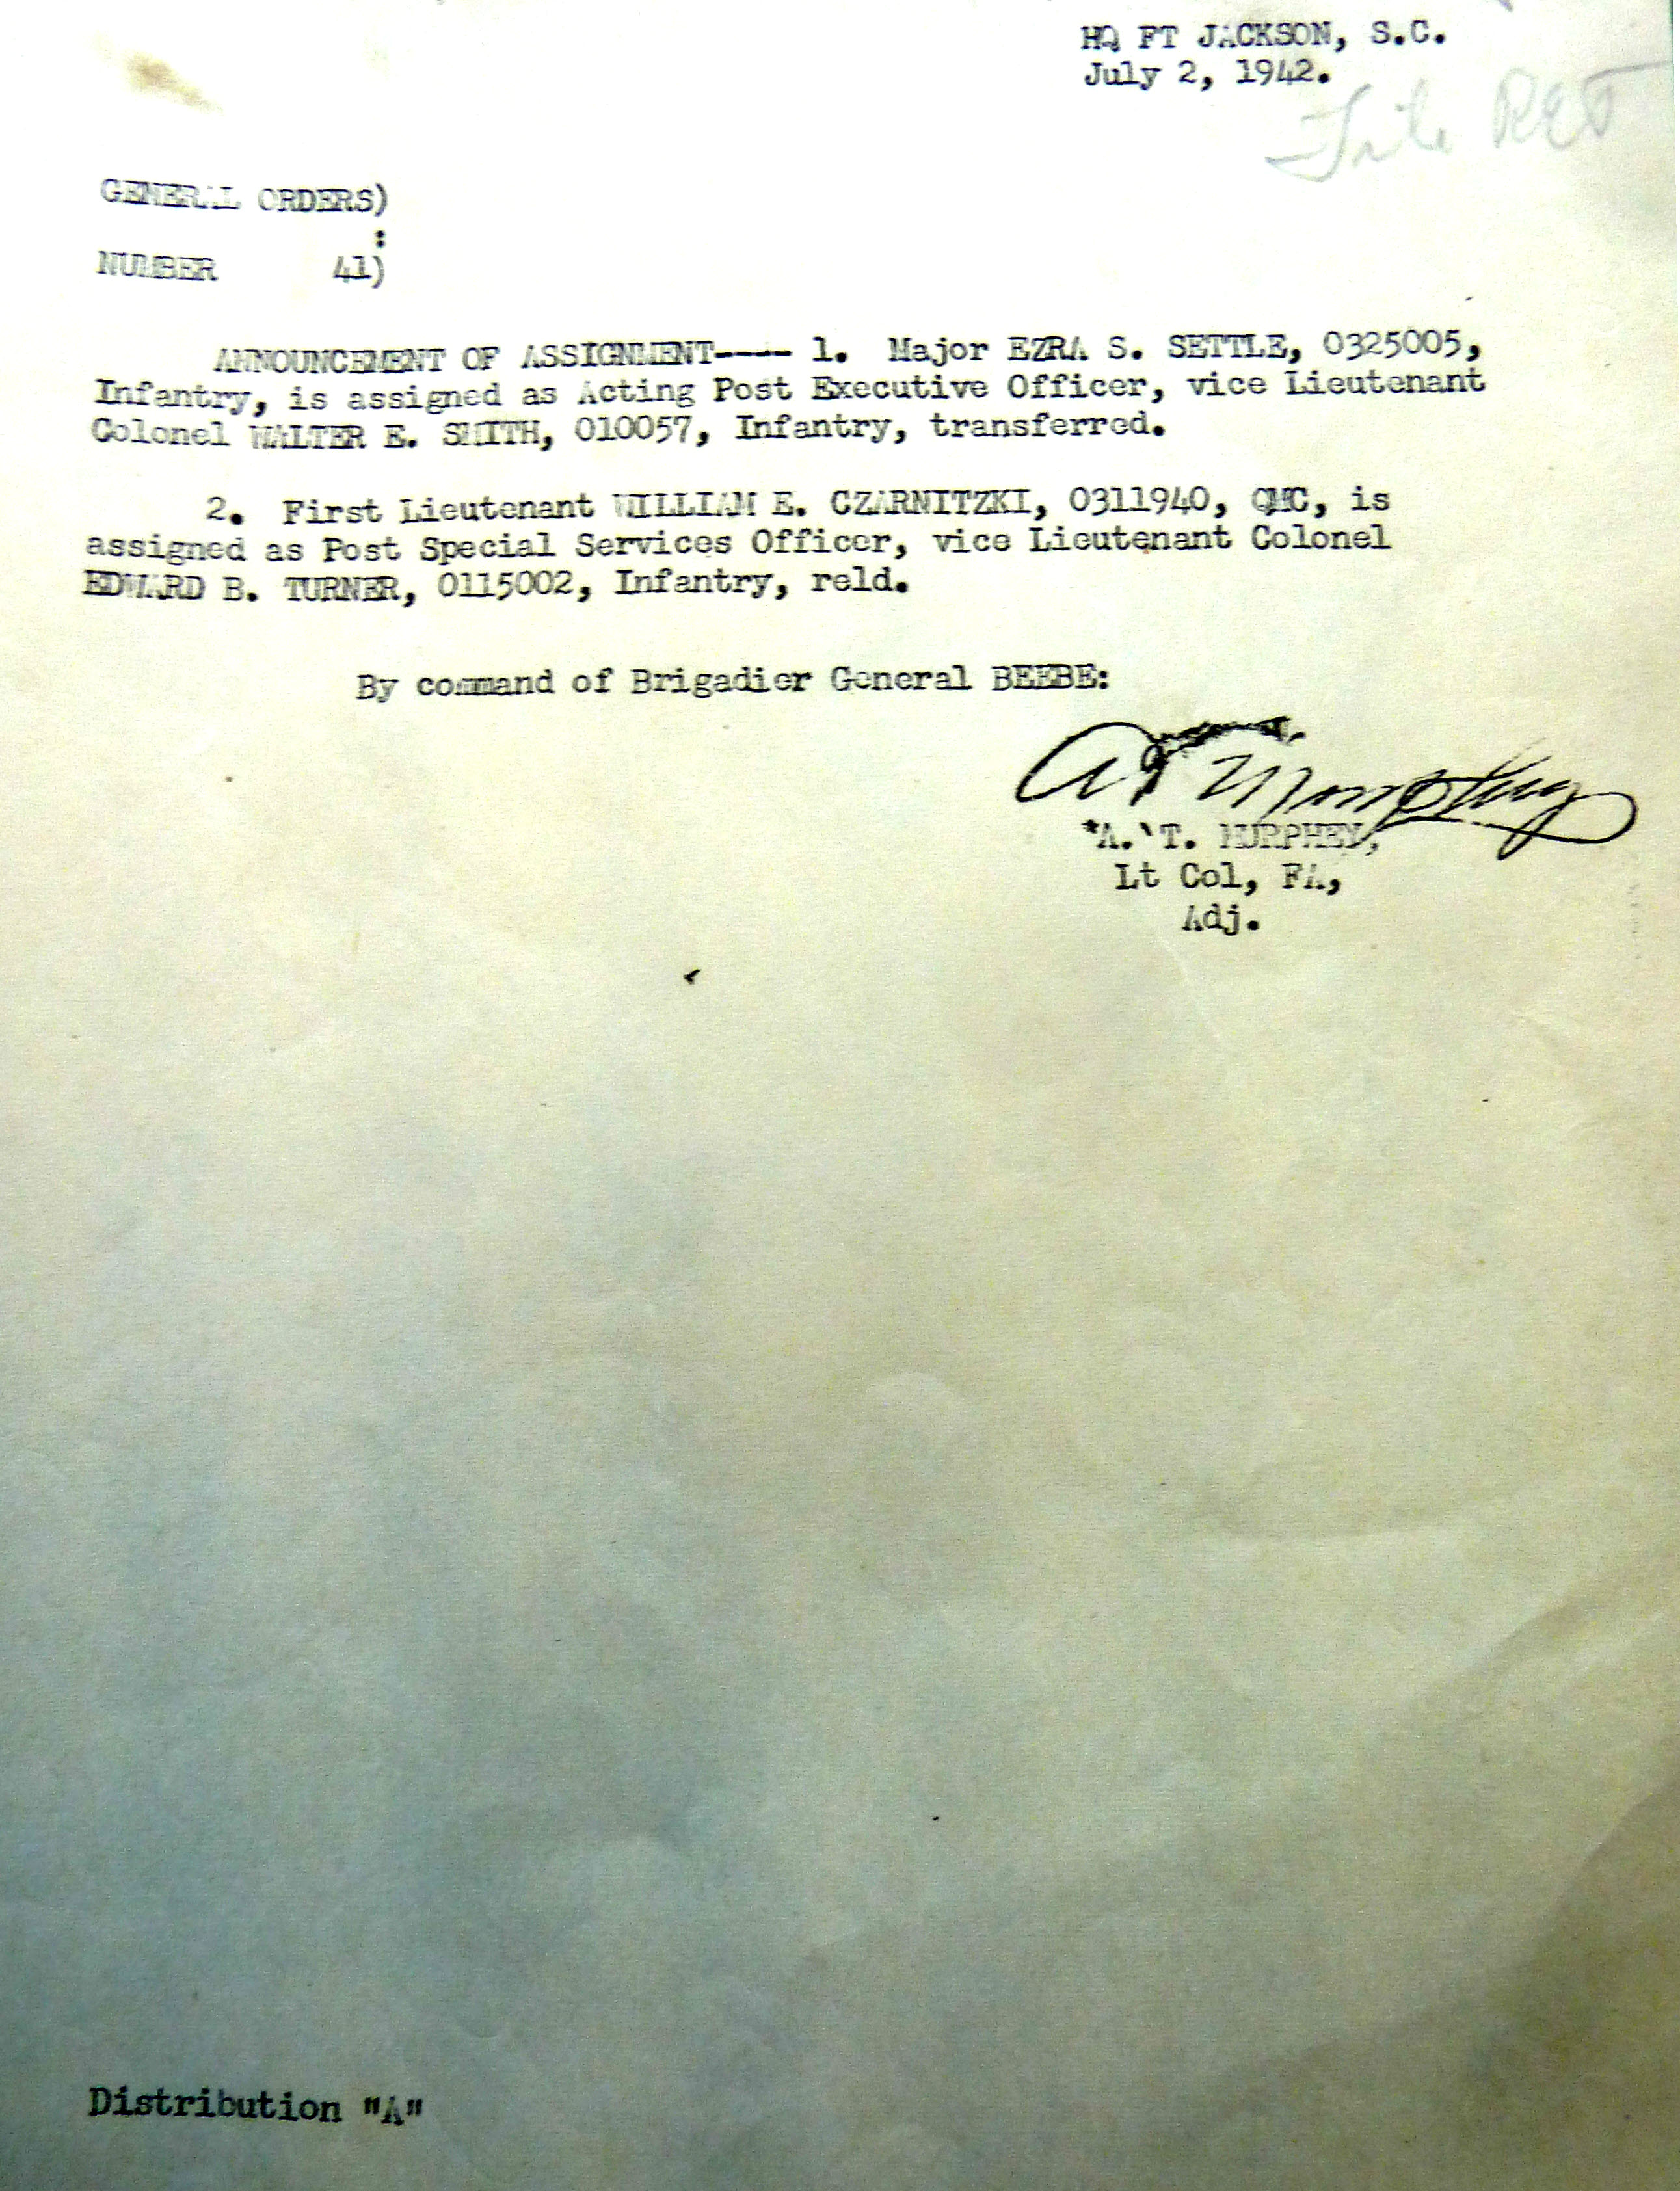 HQ FT JACKSON, S.C.
July 2, 1942.
File
GENERAL ORDERS)
:
NUMBER 41)
ANNOUNCEMENT OF ASSIGNMENT---- 1. Major EZRA S. SETTLE, 0325005,
Infantry, is assigned as Acting Post Executive Officer, vice Lieutenant
Colonel WALTER E. SMITH, 010057, Infantry, transferred.
2. First Lieutenant WILLIAM E. CZARNITZKI, 0311940, QMC, is
assigned as Post Special Services Officer, vice Lieutenant Colonel
EDWARD B. TURNER, 0115002, Infantry, reld.
By command of Brigadier General BEEBE:
A T Murphey
A. T. MURPHEY,
Lt Col, FA,
Adj.
Distribution "A"